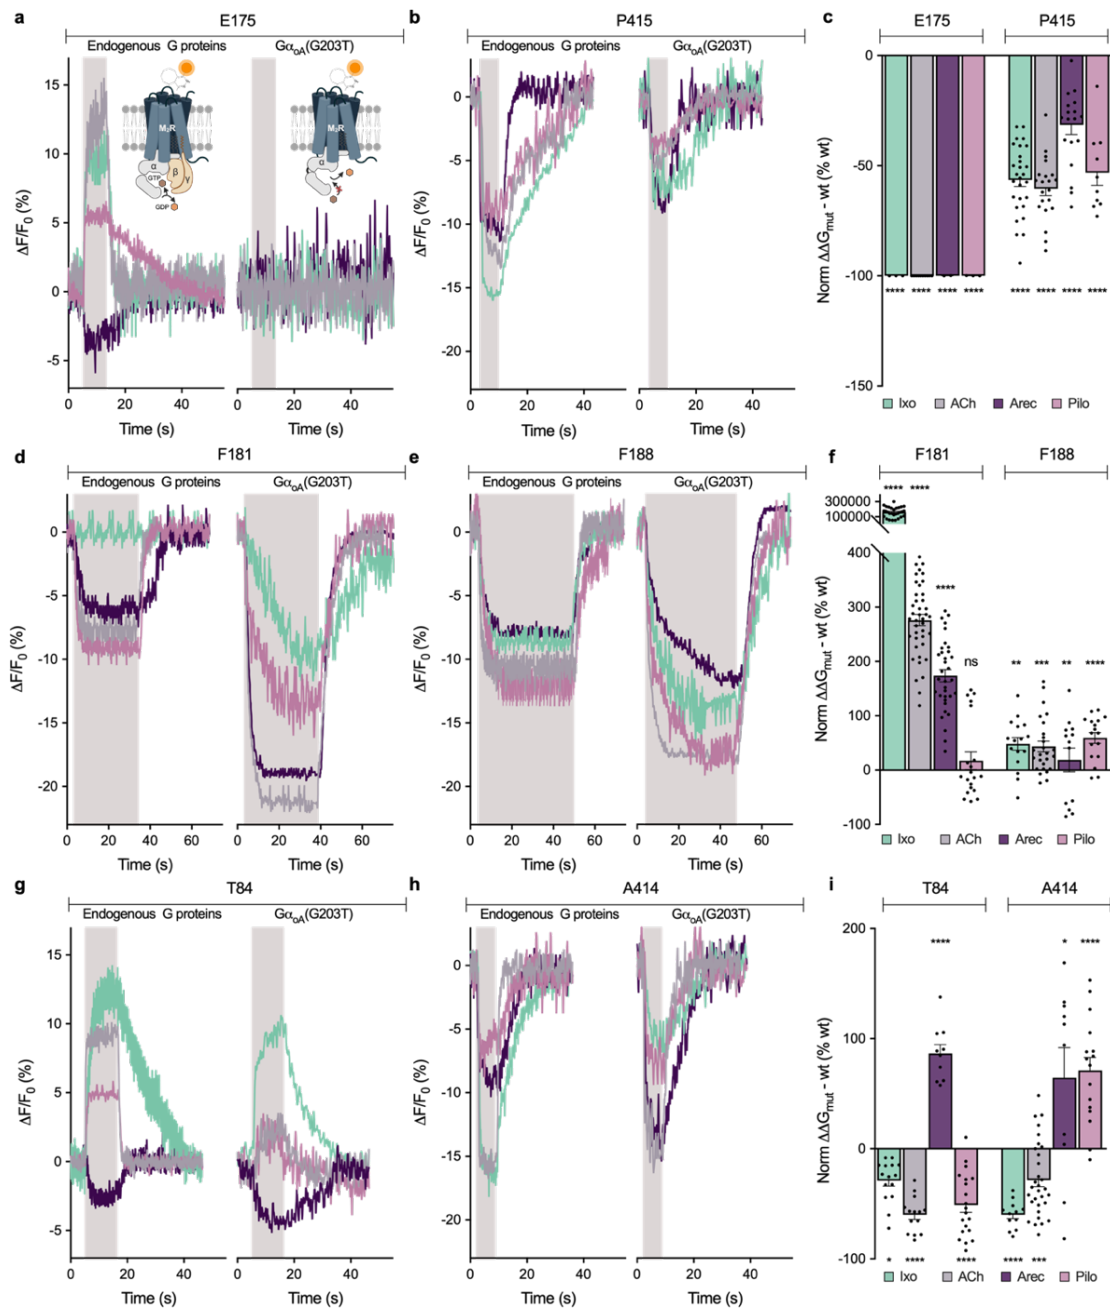 a
E175
Endogenous G proteins
GαoA(G203T)
ΔF/F0 (%)
15
10
5
0
-5
M2R
α
β
γ
GTP
GDP
0 20 40
0 20 40
Time (s)
Time (s)
b
P415
Endogenous G proteins
GαoA(G203T)
ΔF/F0 (%)
0
-5
-10
-15
-20
0 20 40 60
0 20 40 60
Time (s)
Time (s)
c
E175
P415
Norm ΔΔGmut - wt (% wt)
0
-50
-100
-150
**** **** **** ****
**** **** **** ****
Ixo ACh Arec Pilo
d
F181
Endogenous G proteins
GαoA(G203T)
ΔF/F0 (%)
0
-5
-10
-15
-20
0 20 40 60
0 20 40 60
Time (s)
Time (s)
e
F188
Endogenous G proteins
GαoA(G203T)
ΔF/F0 (%)
0
-5
-10
-15
-20
0 20 40 60
0 20 40 60
Time (s)
Time (s)
f
F181
F188
Norm ΔΔGmut - wt (% wt)
300000
100000
400
300
200
100
0
-100
**** ****
****
ns
** *** ** ****
Ixo ACh Arec Pilo
g
T84
Endogenous G proteins
GαoA(G203T)
ΔF/F0 (%)
15
10
5
0
-5
0 20 40
0 20 40
Time (s)
Time (s)
h
A414
Endogenous G proteins
GαoA(G203T)
ΔF/F0 (%)
0
-5
-10
-15
-20
0 20 40 60
0 20 40 60
Time (s)
Time (s)
i
T84
A414
Norm ΔΔGmut - wt (% wt)
200
100
0
-100
****
* ****
* **** ****
**** ***
Ixo ACh Arec Pilo